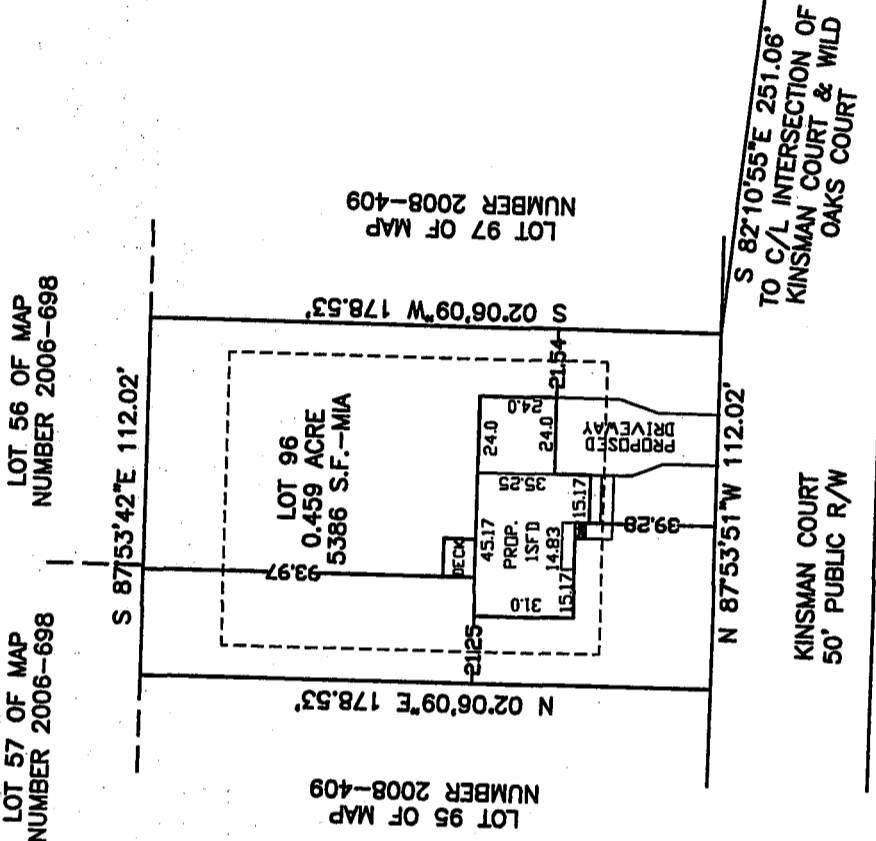 LOT 57 OF MAP
NUMBER 2006-698
LOT 56 OF MAP
NUMBER 2006-698
S 87°53'42"E 112.02'
LOT 97 OF MAP
NUMBER 2008-409
S 02°06'09"W 178.53'
LOT 96
0.459 ACRE
5386 S.F.-MIA
93.97
DECK
45.17
24.0
24.0
24.0
21.54
PROP.
1SFD
35.25
31.0
14.83
15.17
15.17
21.25
PROPOSED
DRIVEWAY
39.28
N 02°06'09"E 178.53'
LOT 95 OF MAP
NUMBER 2008-409
N 87°53'51"W 112.02'
KINSMAN COURT
50' PUBLIC R/W
S 82°10'55"E 251.06'
TO C/L INTERSECTION OF
KINSMAN COURT & WILD
OAKS COURT